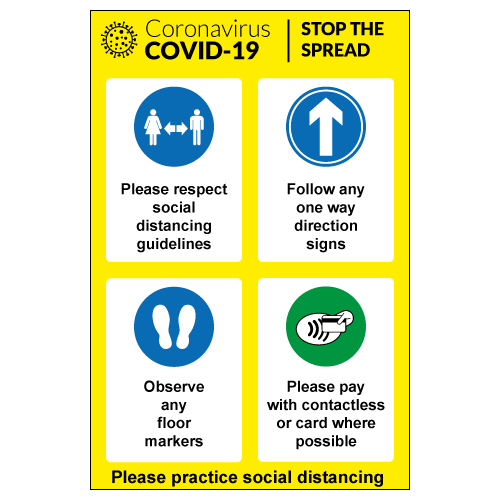 Coronavirus
COVID-19
STOP THE
SPREAD
Please respect
social
distancing
guidelines
Follow any
one way
direction
signs
Observe
any
floor
markers
Please pay
with contactless
or card where
possible
Please practice social distancing